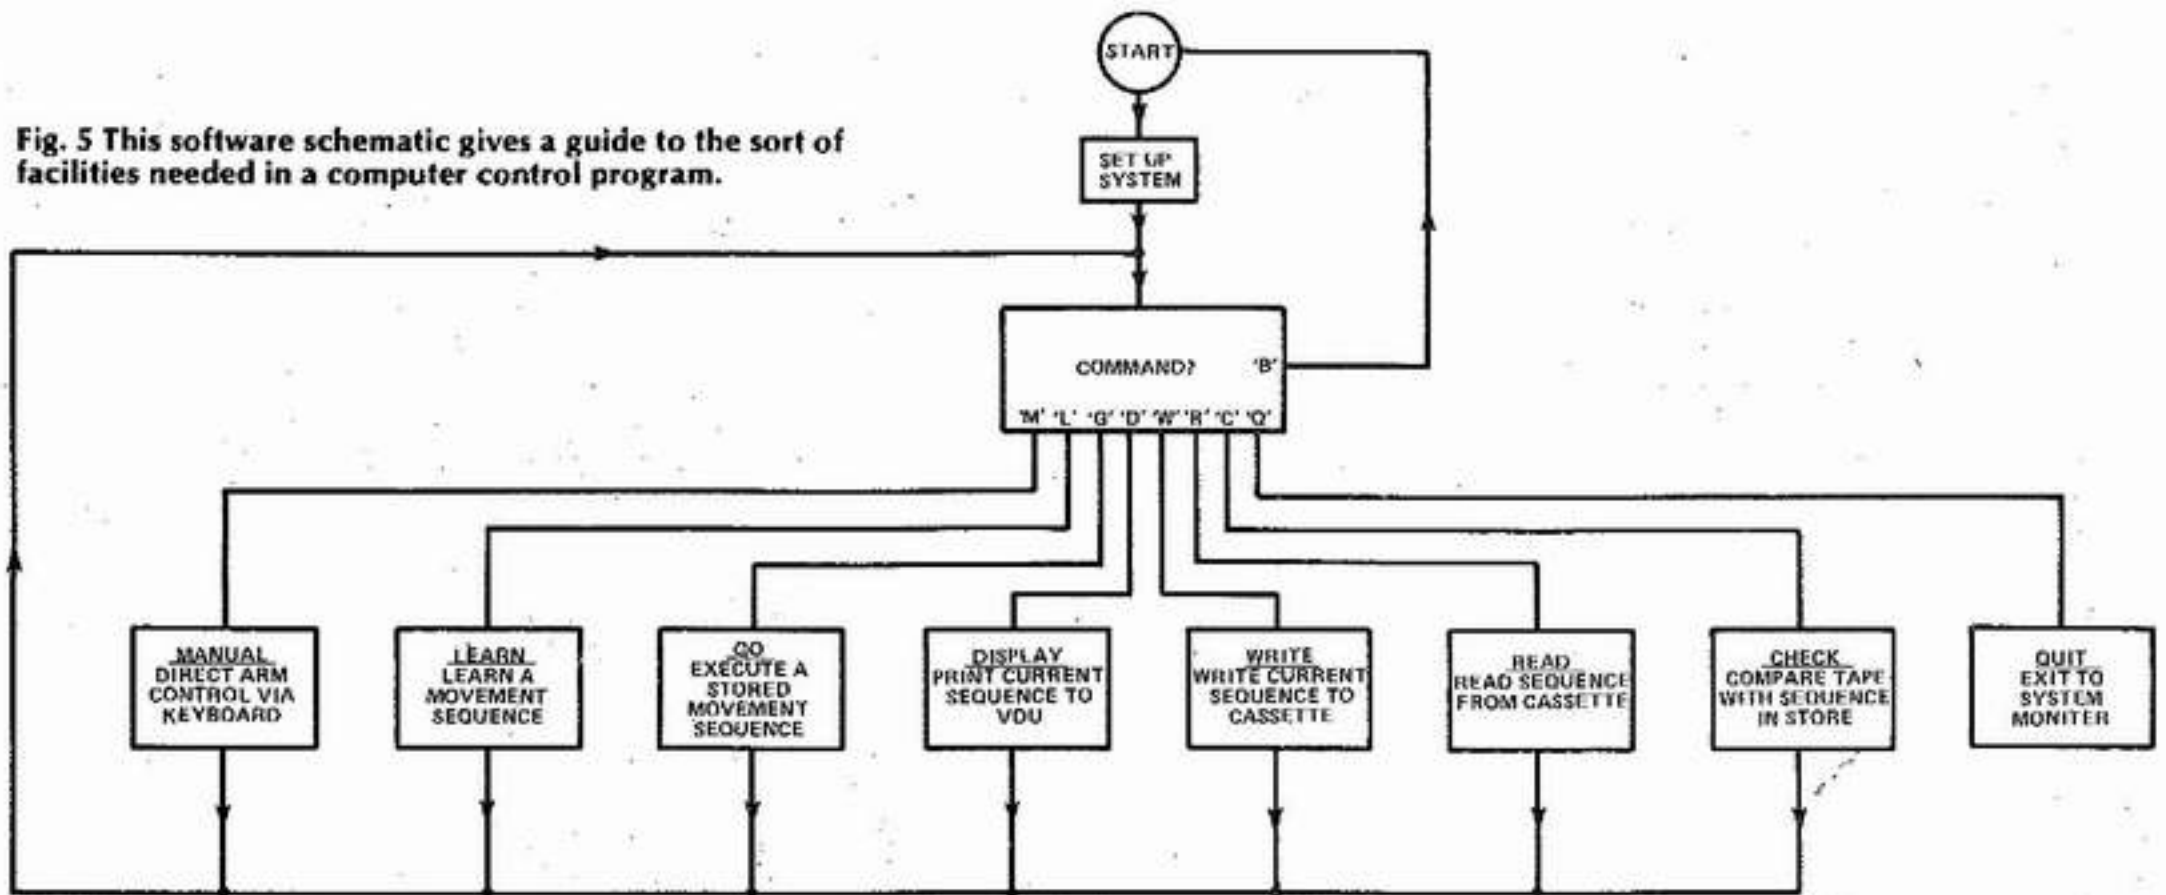 START
Fig. 5 This software schematic gives a guide to the sort of
facilities needed in a computer control program.
SET UP
SYSTEM
COMMAND? 'B'
'M' 'L' 'G' 'D' 'W' 'R' 'C' 'Q'
MANUAL
DIRECT ARM
CONTROL VIA
KEYBOARD
LEARN
LEARN A
MOVEMENT
SEQUENCE
GO
EXECUTE A
STORED
MOVEMENT
SEQUENCE
DISPLAY
PRINT CURRENT
SEQUENCE TO
VDU
WRITE
WRITE CURRENT
SEQUENCE TO
CASSETTE
READ
READ SEQUENCE
FROM CASSETTE
CHECK
COMPARE TAPE
WITH SEQUENCE
IN STORE
QUIT
EXIT TO
SYSTEM
MONITER